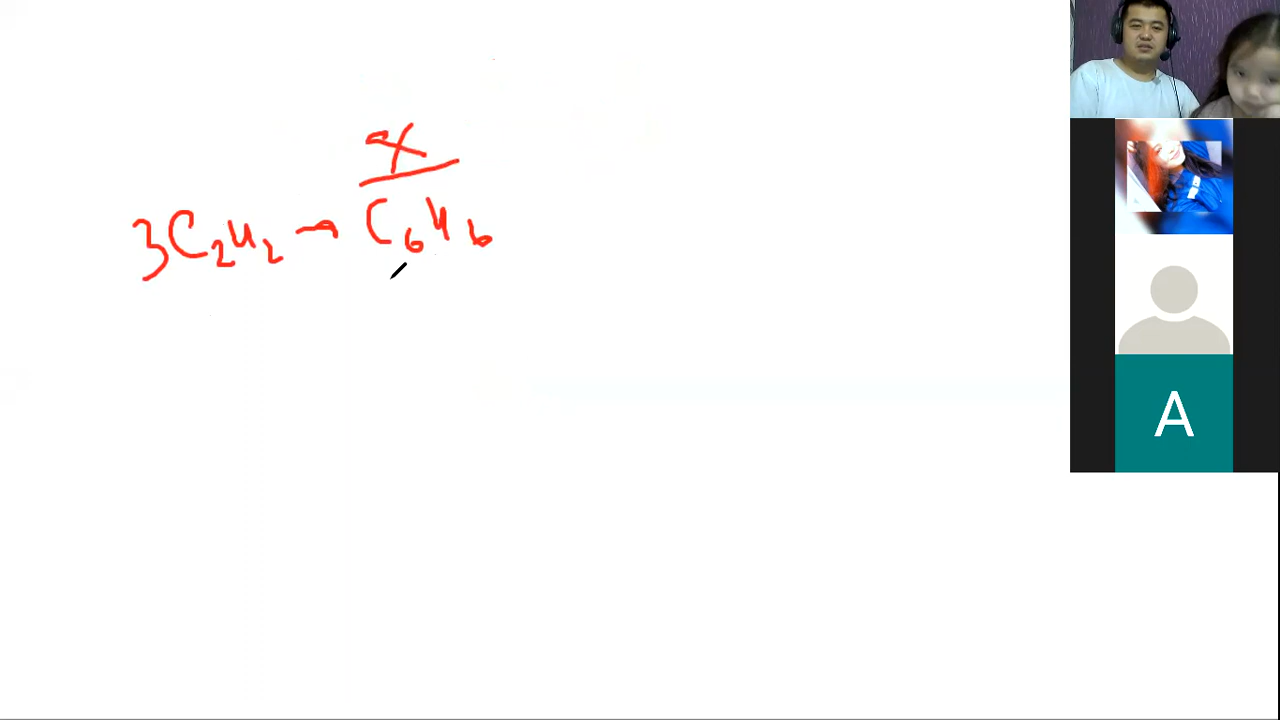 x
3C₂H₂ → C₆H₆
A